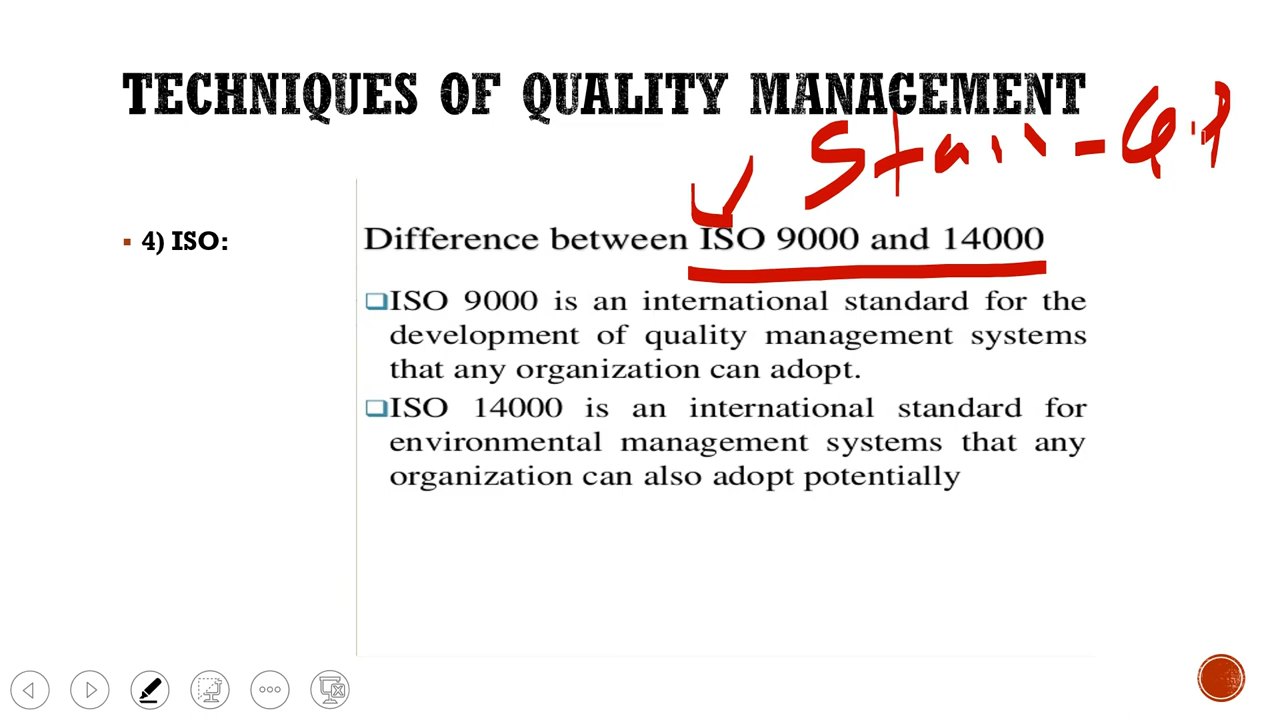 TECHNIQUES OF QUALITY MANAGEMENT
4) ISO:
Difference between ISO 9000 and 14000
ISO 9000 is an international standard for the
development of quality management systems
that any organization can adopt.
ISO 14000 is an international standard for
environmental management systems that any
organization can also adopt potentially